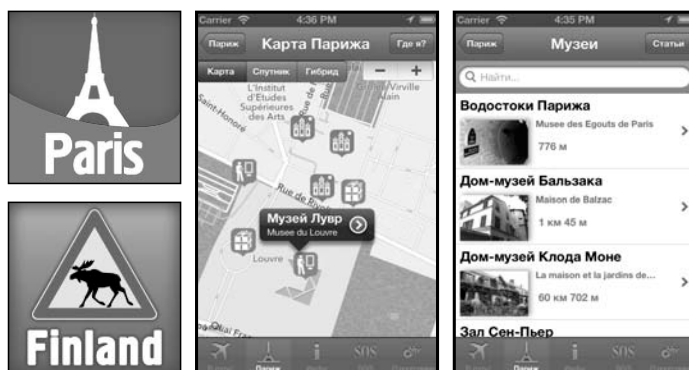 Paris
Finland
Carrier 4:36 PM
Париж Карта Парижа Где я?
Карта Спутник Гибрид − +
L'Institut
d'Etudes
Supérieures
des Arts
Saint-Honoré
Rue de Rivoli
Музей Лувр
Musee du Louvre
Louvre
Париж
SOS
Carrier 4:35 PM
Париж Музеи Статьи
Найти...
Водостоки Парижа
Musee des Egouts de Paris
776 м
Дом-музей Бальзака
Maison de Balzac
1 км 45 м
Дом-музей Клода Моне
La maison et la jardins de...
60 км 702 м
Зал Сен-Пьер
Париж
SOS